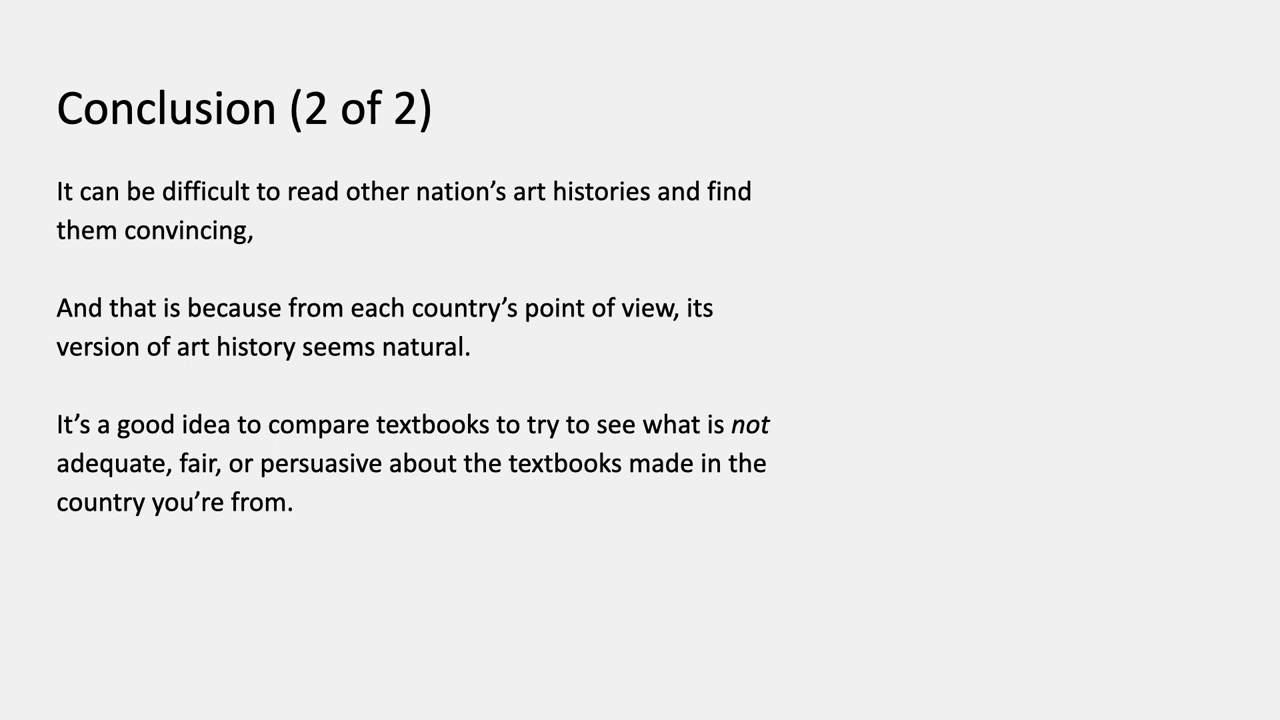 Conclusion (2 of 2)
It can be difficult to read other nation’s art histories and find
them convincing,
And that is because from each country’s point of view, its
version of art history seems natural.
It’s a good idea to compare textbooks to try to see what is not
adequate, fair, or persuasive about the textbooks made in the
country you’re from.